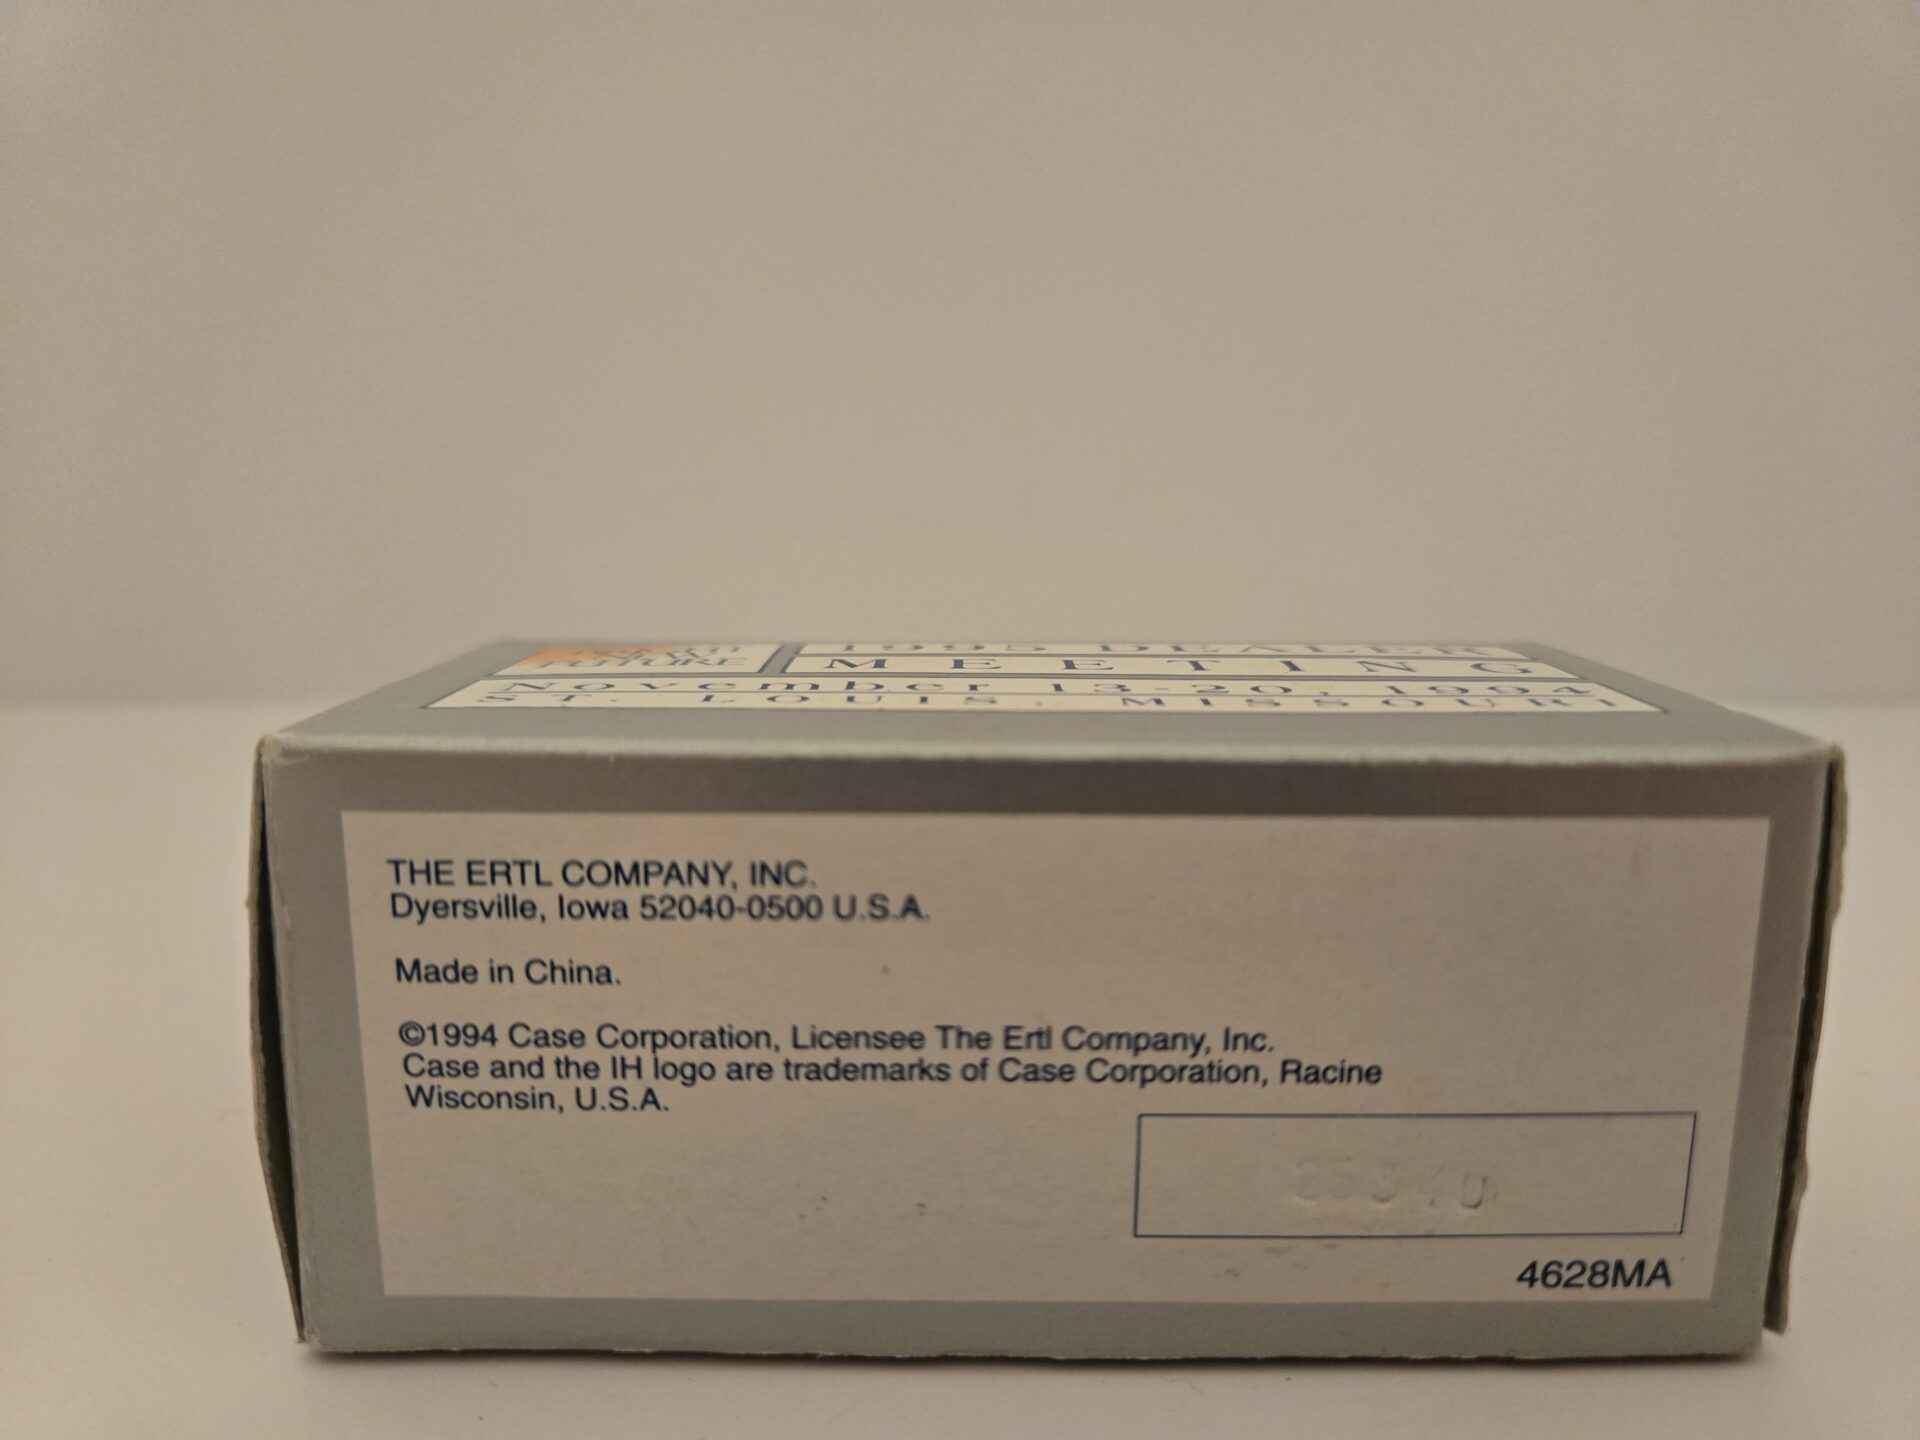 FUTURE
1995 DEALER
MEETING
November 13-20, 1994
ST. LOUIS, MISSOURI
THE ERTL COMPANY, INC.
Dyersville, Iowa 52040-0500 U.S.A.
Made in China.
©1994 Case Corporation, Licensee The Ertl Company, Inc.
Case and the IH logo are trademarks of Case Corporation, Racine
Wisconsin, U.S.A.
4628MA